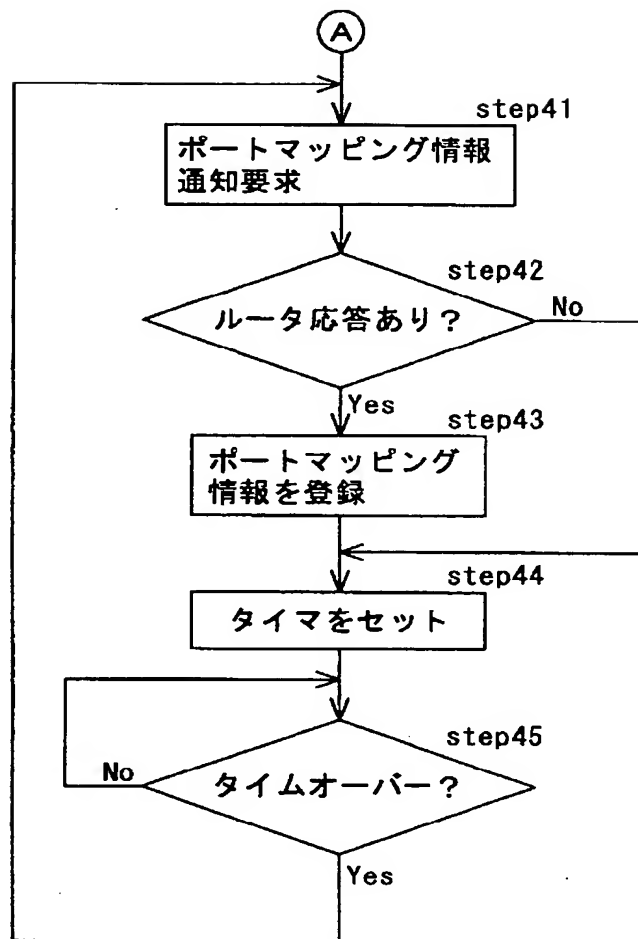 A
step41
ポートマッピング情報
通知要求
step42
ルータ応答あり？
No
Yes
step43
ポートマッピング
情報を登録
step44
タイマをセット
step45
No
タイムオーバー？
Yes